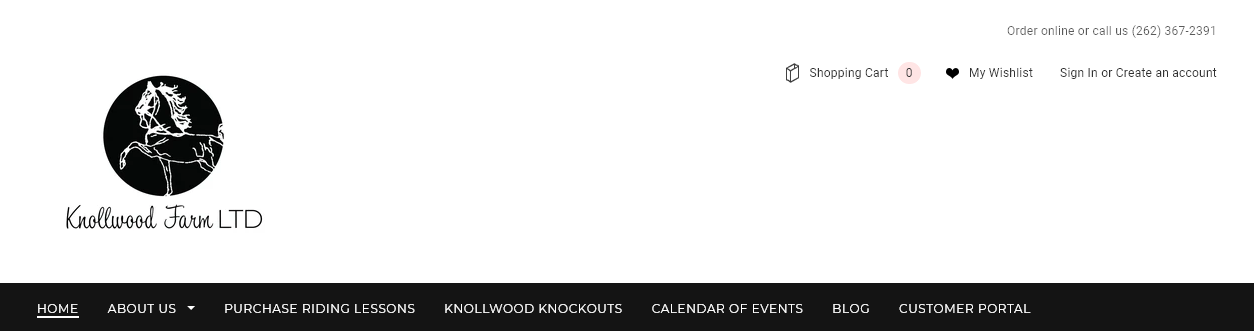 Order online or call us (262) 367-2391
Shopping Cart 0 My Wishlist Sign In or Create an account
Knollwood Farm LTD
HOME ABOUT US PURCHASE RIDING LESSONS KNOLLWOOD KNOCKOUTS CALENDAR OF EVENTS BLOG CUSTOMER PORTAL